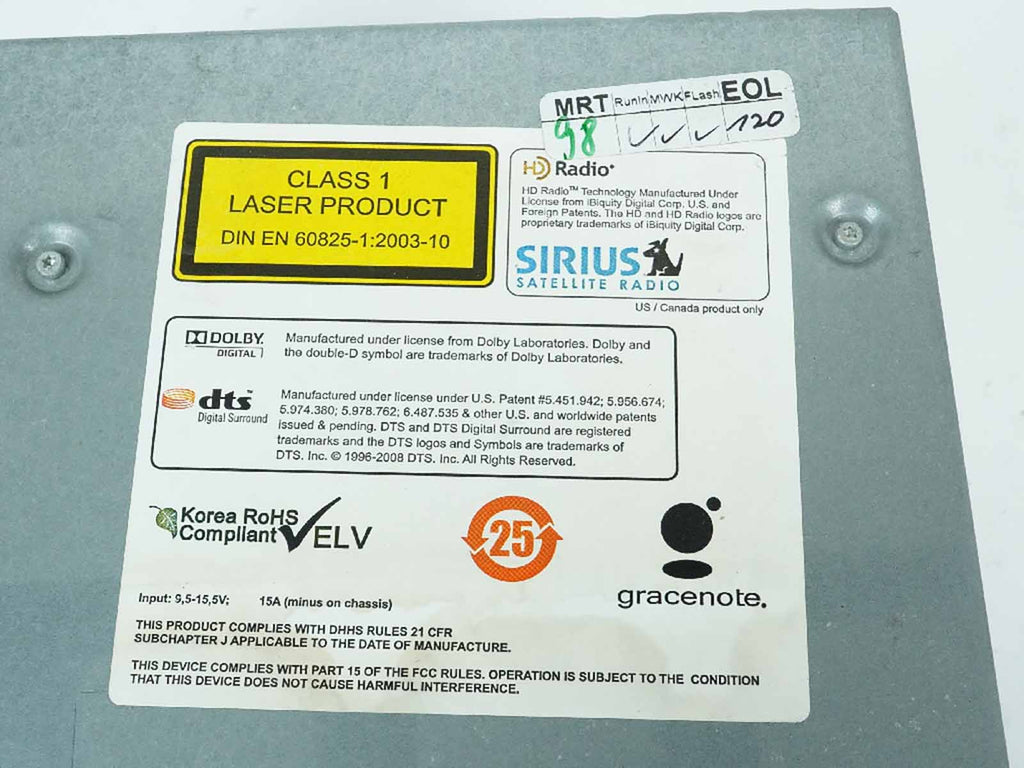 MRT RunIn MWK FLash EOL
98 ✓ ✓ ✓ 120
CLASS 1
LASER PRODUCT
DIN EN 60825-1:2003-10
HD Radio
HD Radio™ Technology Manufactured Under
License from iBiquity Digital Corp. U.S. and
Foreign Patents. The HD and HD Radio logos are
proprietary trademarks of iBiquity Digital Corp.
SIRIUS
SATELLITE RADIO
US / Canada product only
DOLBY
DIGITAL
Manufactured under license from Dolby Laboratories. Dolby and
the double-D symbol are trademarks of Dolby Laboratories.
dts™
Digital Surround
Manufactured under license under U.S. Patent #5.451.942; 5.956.674;
5.974.380; 5.978.762; 6.487.535 & other U.S. and worldwide patents
issued & pending. DTS and DTS Digital Surround are registered
trademarks and the DTS logos and Symbols are trademarks of
DTS. Inc. © 1996-2008 DTS. Inc. All Rights Reserved.
Korea RoHS
Compliant
ELV
25
gracenote.
Input: 9,5-15,5V; 15A (minus on chassis)
THIS PRODUCT COMPLIES WITH DHHS RULES 21 CFR
SUBCHAPTER J APPLICABLE TO THE DATE OF MANUFACTURE.
THIS DEVICE COMPLIES WITH PART 15 OF THE FCC RULES. OPERATION IS SUBJECT TO THE CONDITION
THAT THIS DEVICE DOES NOT CAUSE HARMFUL INTERFERENCE.